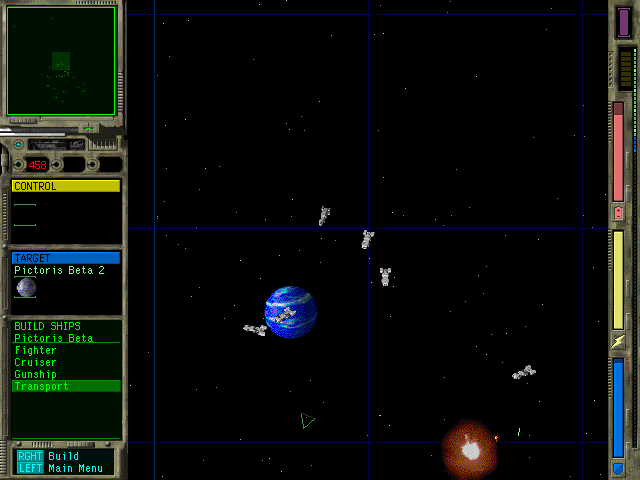 458
CONTROL
TARGET
Pictoris Beta 2
BUILD SHIPS
Pictoris Beta
Fighter
Cruiser
Gunship
Transport
RGHT Build
LEFT Main Menu